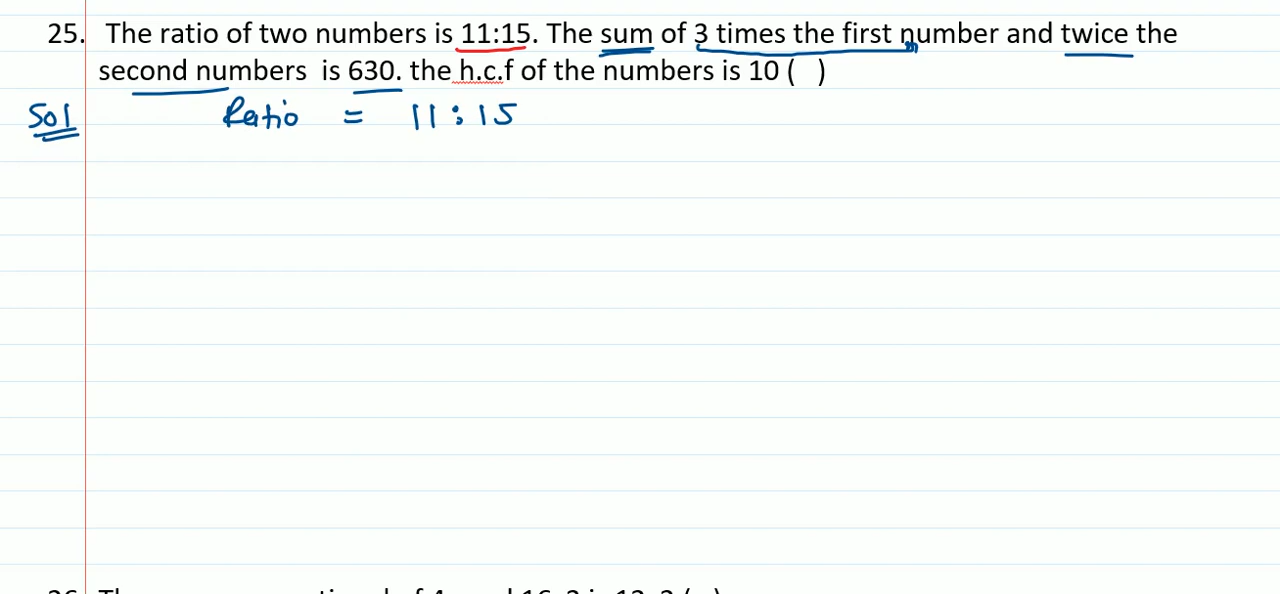 25. The ratio of two numbers is 11:15. The sum of 3 times the first number and twice the
second numbers is 630. the h.c.f of the numbers is 10 ( )
Sol Ratio = 11:15